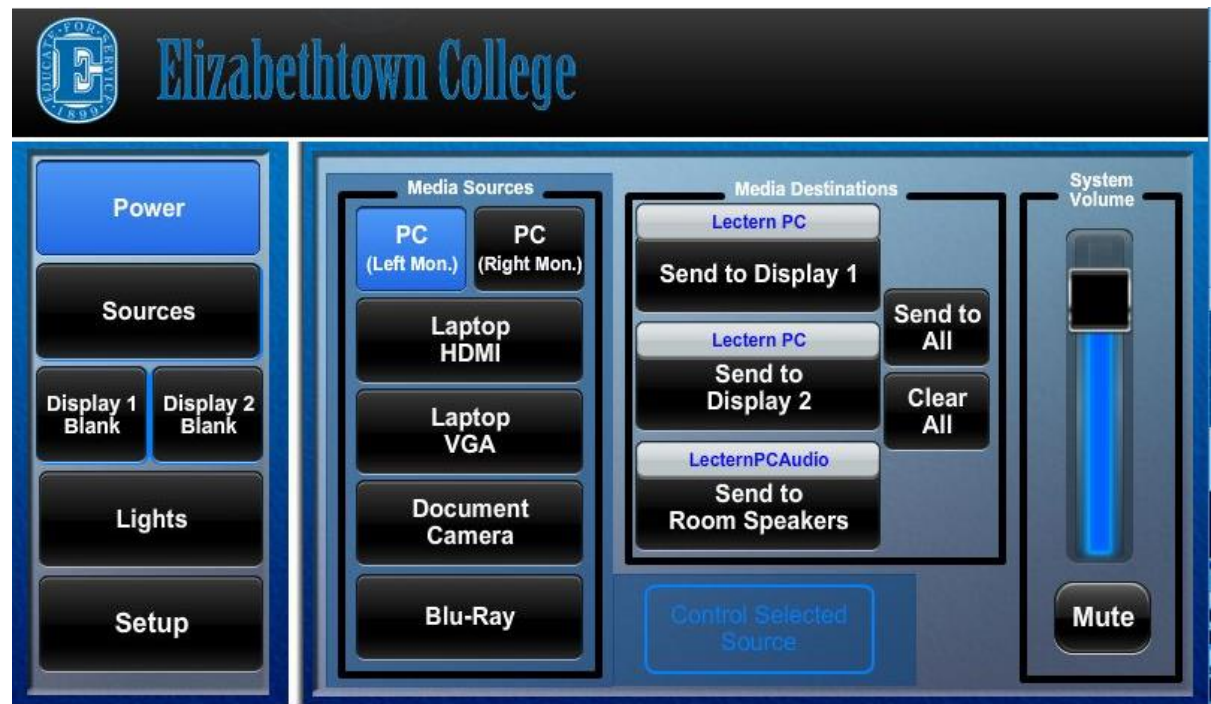 EDUCATE·FOR·SERVICE
E
·1899·
Elizabethtown College
Power
Sources
Display 1
Blank
Display 2
Blank
Lights
Setup
Media Sources
PC
(Left Mon.)
PC
(Right Mon.)
Laptop
HDMI
Laptop
VGA
Document
Camera
Blu-Ray
Media Destinations
Lectern PC
Send to Display 1
Lectern PC
Send to
Display 2
LecternPCAudio
Send to
Room Speakers
Send to
All
Clear
All
Control Selected
Source
System
Volume
Mute